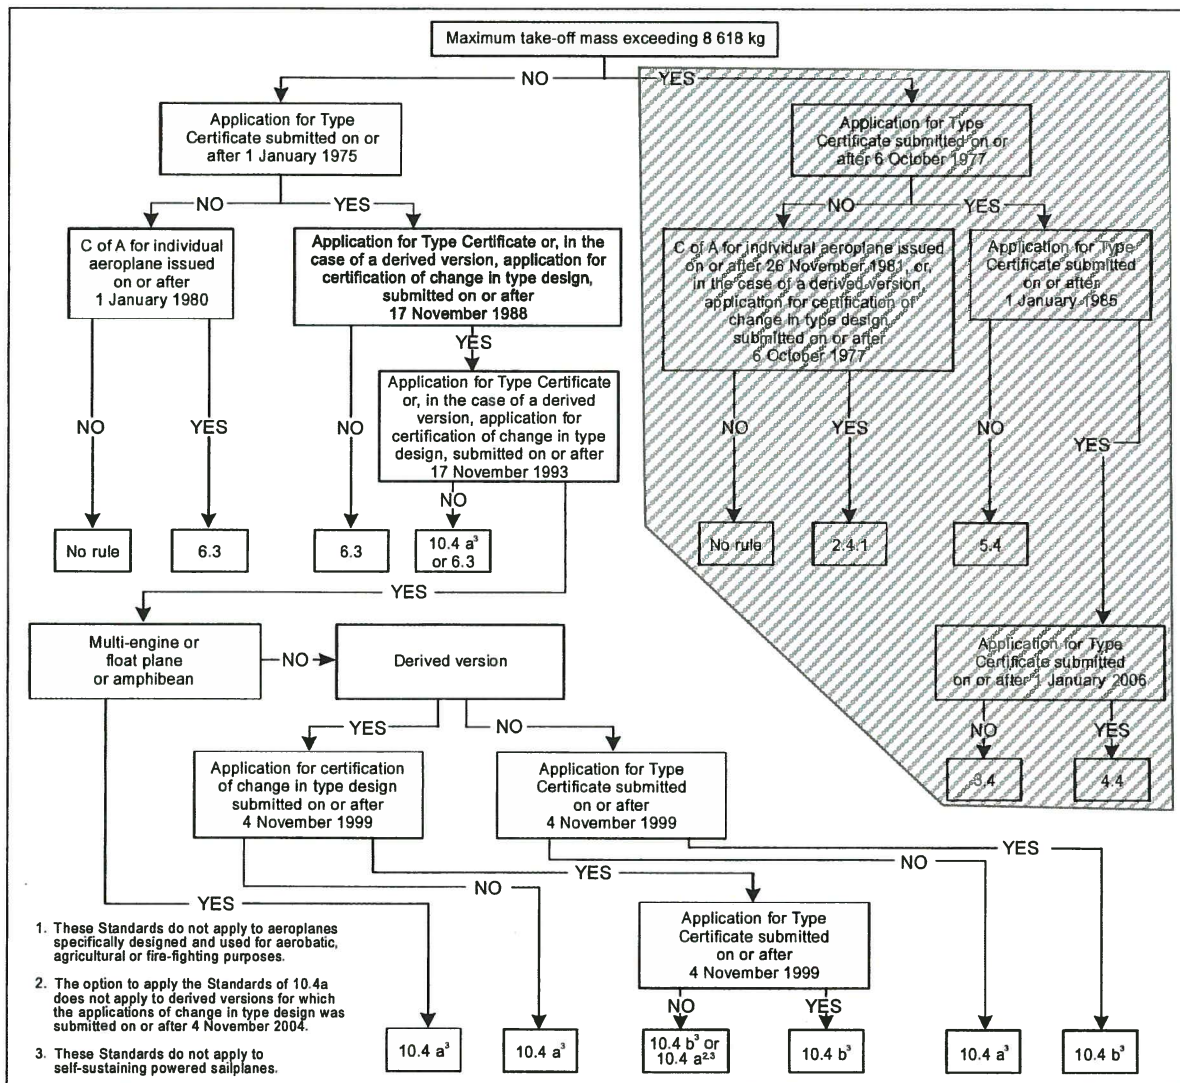 Maximum take-off mass exceeding 8 618 kg
NO
YES
Application for Type
Certificate submitted on or
after 1 January 1975
Application for Type
Certificate submitted on or
after 6 October 1977
NO
YES
NO
YES
C of A for individual
aeroplane issued
on or after
1 January 1980
Application for Type Certificate or, in the
case of a derived version, application for
certification of change in type design,
submitted on or after
17 November 1988
C of A for individual aeroplane issued
on or after 26 November 1981, or,
in the case of a derived version,
application for certification of
change in type design
submitted on or after
6 October 1977
Application for Type
Certificate submitted
on or after
1 January 1985
YES
Application for Type Certificate
or, in the case of a derived
version, application for
certification of change in type
design, submitted on or after
17 November 1993
NO
YES
NO
NO
YES
NO
YES
NO
No rule
6.3
6.3
10.4 a³
or 6.3
No rule
2.4.1
5.4
YES
Multi-engine or
float plane
or amphibean
NO
Derived version
Application for Type
Certificate submitted
on or after 1 January 2006
YES
NO
NO
YES
Application for certification
of change in type design
submitted on or after
4 November 1999
Application for Type
Certificate submitted
on or after
4 November 1999
3.4
4.4
YES
NO
YES
NO
YES
1. These Standards do not apply to aeroplanes
specifically designed and used for aerobatic,
agricultural or fire-fighting purposes.
2. The option to apply the Standards of 10.4a
does not apply to derived versions for which
the applications of change in type design was
submitted on or after 4 November 2004.
3. These Standards do not apply to
self-sustaining powered sailplanes.
Application for Type
Certificate submitted
on or after
4 November 1999
NO
YES
10.4 a³
10.4 a³
10.4 b³ or
10.4 a²·³
10.4 b³
10.4 a³
10.4 b³